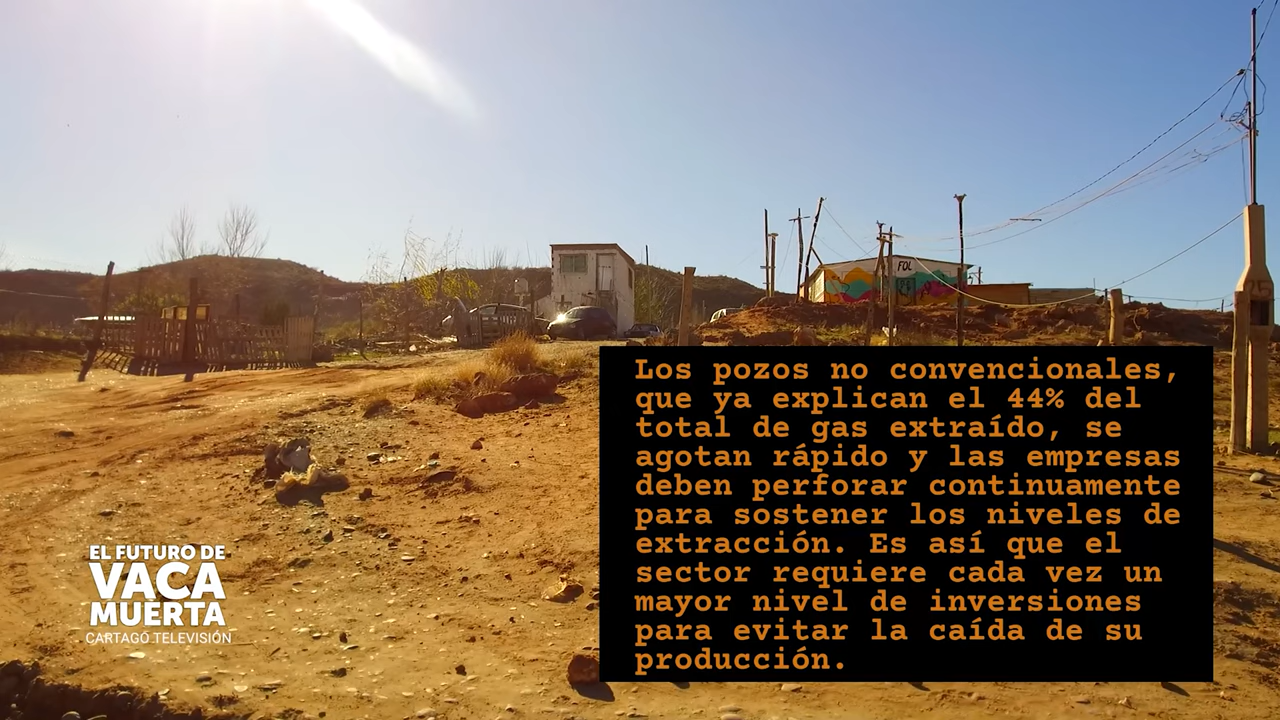 FOL
Los pozos no convencionales,
que ya explican el 44% del
total de gas extraído, se
agotan rápido y las empresas
deben perforar continuamente
para sostener los niveles de
extracción. Es así que el
sector requiere cada vez un
mayor nivel de inversiones
para evitar la caída de su
producción.
EL FUTURO DE
VACA
MUERTA
CARTAGO TELEVISIÓN